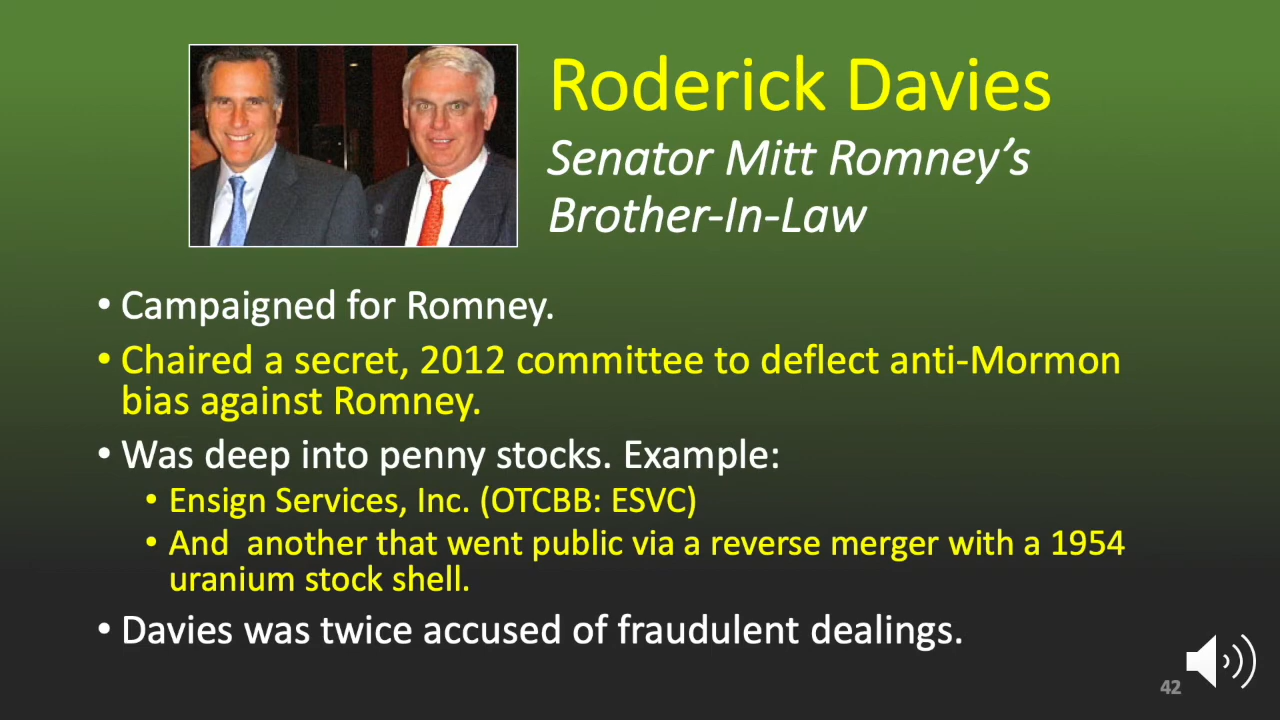 Roderick Davies
Senator Mitt Romney’s
Brother-In-Law
• Campaigned for Romney.
• Chaired a secret, 2012 committee to deflect anti-Mormon
bias against Romney.
• Was deep into penny stocks. Example:
• Ensign Services, Inc. (OTCBB: ESVC)
• And  another that went public via a reverse merger with a 1954
uranium stock shell.
• Davies was twice accused of fraudulent dealings.
42